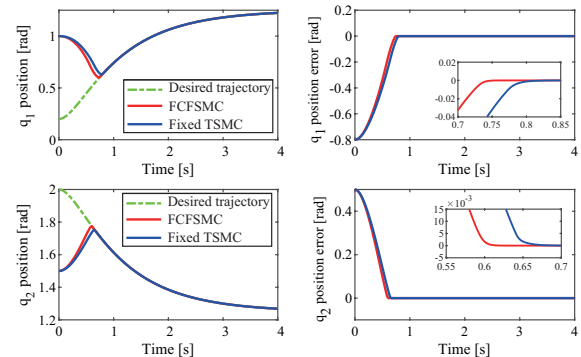 q1 position [rad]
1.5
1
0.5
0
Desired trajectory
FCFSMC
Fixed TSMC
0 1 2 3 4
Time [s]
q1 position error [rad]
0.2
0
-0.2
-0.4
-0.6
-0.8
0.02
0
-0.02
-0.04
0.7 0.75 0.8 0.85
0 1 2 3 4
Time [s]
q2 position [rad]
2
1.8
1.6
1.4
1.2
Desired trajectory
FCFSMC
Fixed TSMC
0 1 2 3 4
Time [s]
q2 position error [rad]
0.4
0.2
0
15 ×10⁻³
10
5
0
-5
0.55 0.6 0.65 0.7
0 1 2 3 4
Time [s]